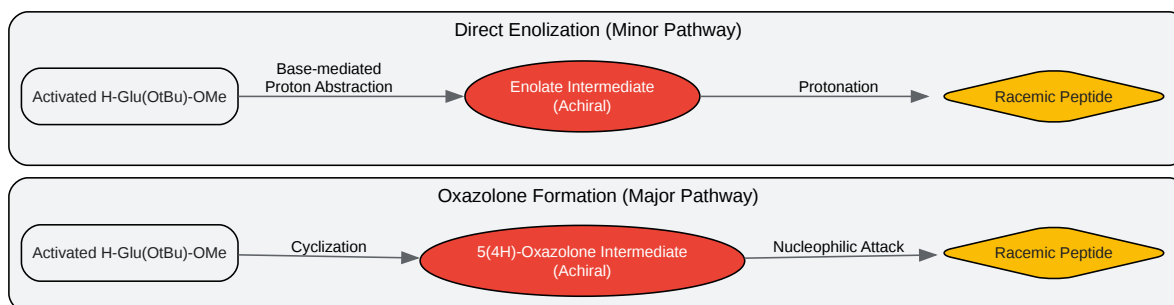 Direct Enolization (Minor Pathway)
Activated H-Glu(OtBu)-OMe
Base-mediated
Proton Abstraction
Enolate Intermediate
(Achiral)
Protonation
Racemic Peptide
Oxazolone Formation (Major Pathway)
Activated H-Glu(OtBu)-OMe
Cyclization
5(4H)-Oxazolone Intermediate
(Achiral)
Nucleophilic Attack
Racemic Peptide